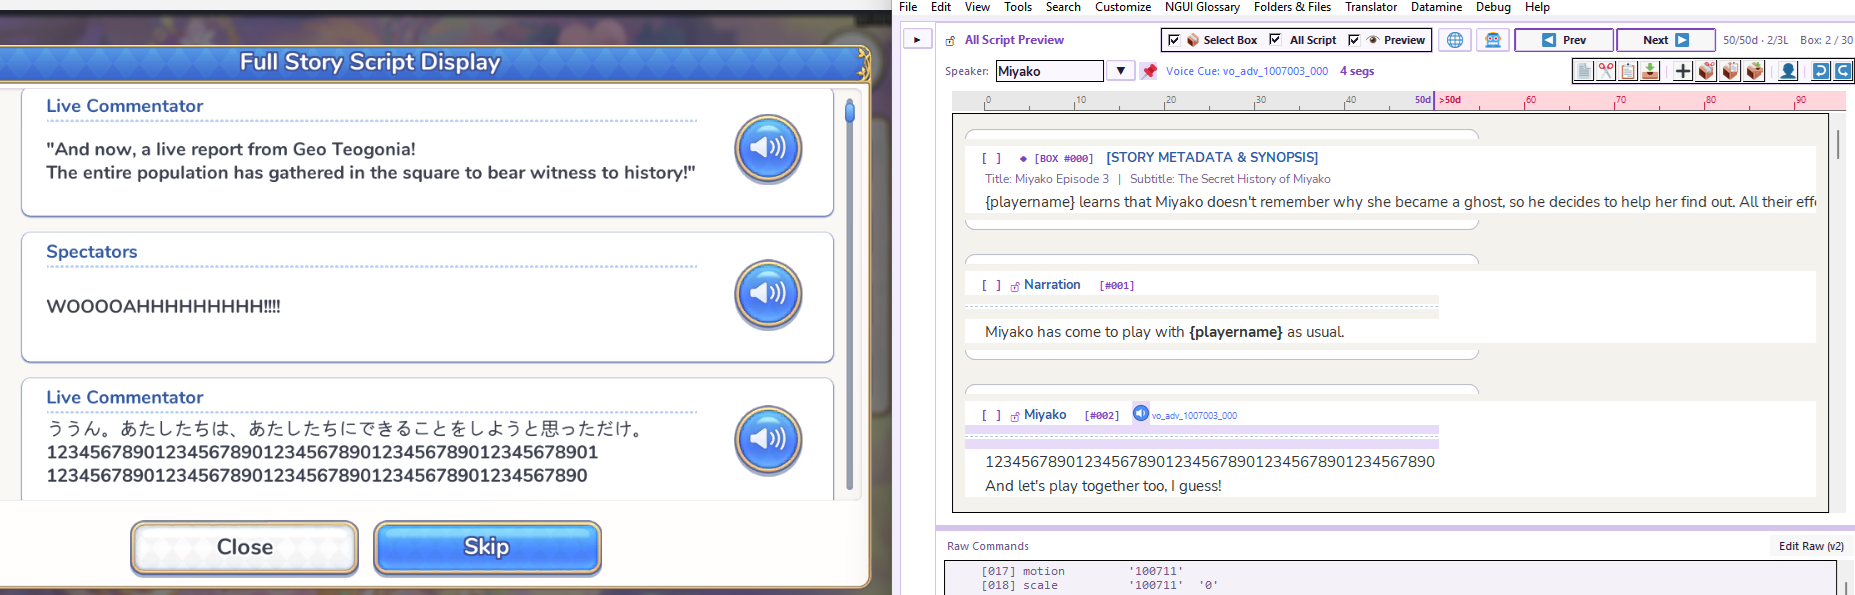 Full Story Script Display
Live Commentator
"And now, a live report from Geo Teogonia!
The entire population has gathered in the square to bear witness to history!"
Spectators
WOOOOAHHHHHHHHH!!!!
Live Commentator
ううん。あたしたちは、あたしたちにできることをしようと思っただけ。
123456789012345678901234567890123456789012345678901
12345678901234567890123456789012345678901234567890
Close
Skip
File Edit View Tools Search Customize NGUI Glossary Folders & Files Translator Datamine Debug Help
All Script Preview
Select Box All Script Preview
Prev
Next
50/50d · 2/3L Box: 2 / 30
Speaker: Miyako
Voice Cue: vo_adv_1007003_000 4 segs
0 10 20 30 40 50d >50d 60 70 80 90
[ ] ◆ [BOX #000] [STORY METADATA & SYNOPSIS]
Title: Miyako Episode 3 | Subtitle: The Secret History of Miyako
{playername} learns that Miyako doesn't remember why she became a ghost, so he decides to help her find out. All their eff
[ ] Narration [#001]
Miyako has come to play with {playername} as usual.
[ ] Miyako [#002] vo_adv_1007003_000
12345678901234567890123456789012345678901234567890
And let's play together too, I guess!
Raw Commands
Edit Raw (v2)
[017] motion '100711'
[018] scale '100711' '0'